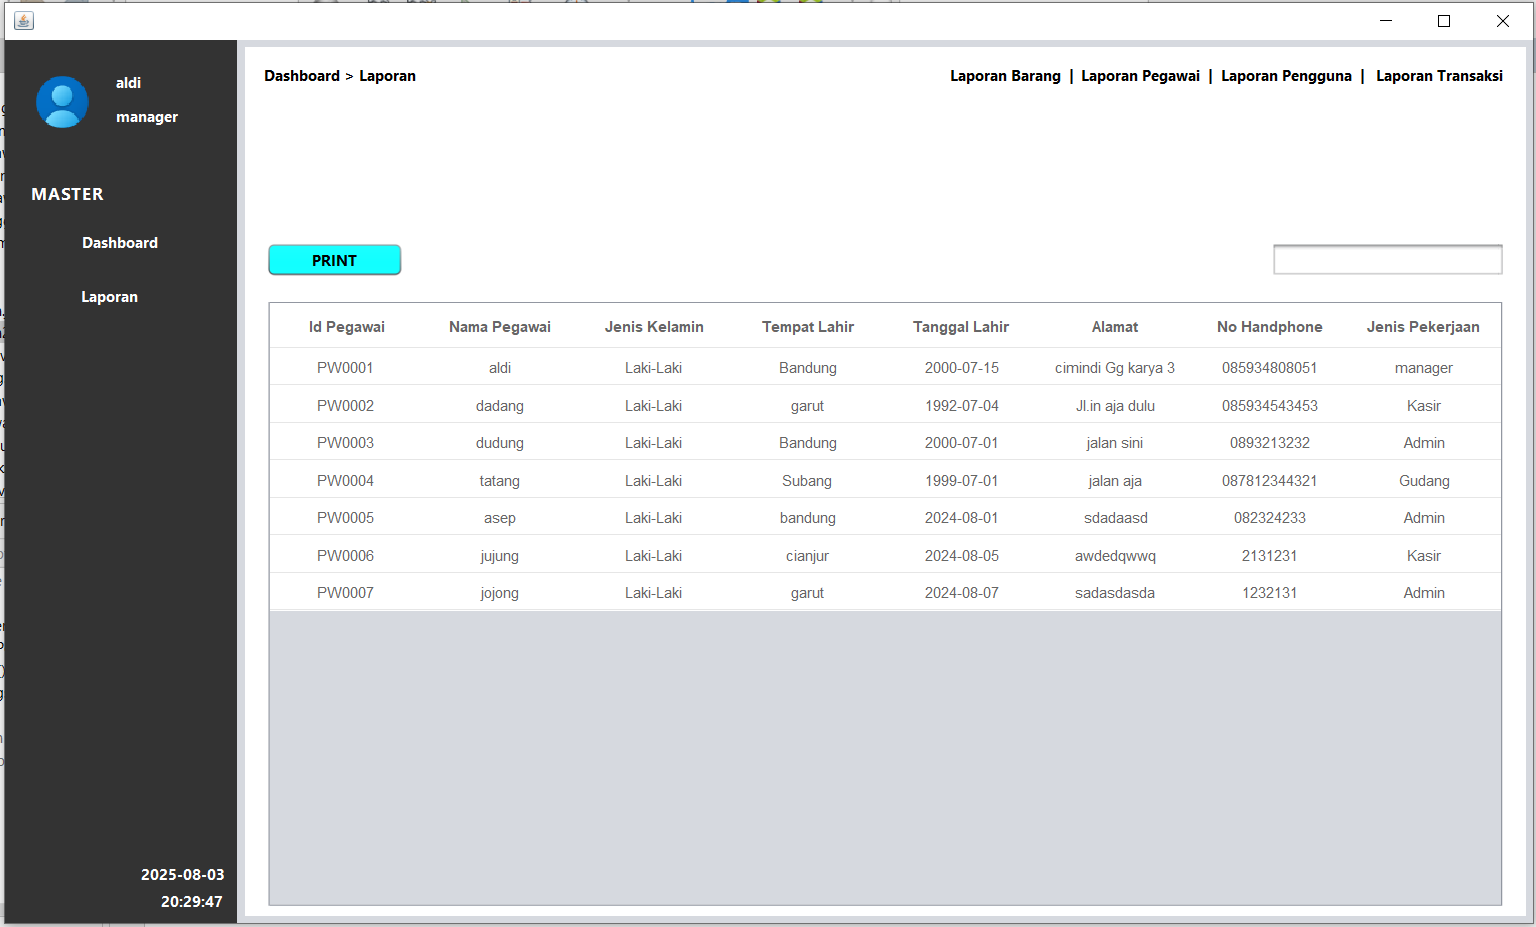 aldi
manager
MASTER
Dashboard
Laporan
2025-08-03
20:29:47
Dashboard > Laporan
Laporan Barang | Laporan Pegawai | Laporan Pengguna | Laporan Transaksi
PRINT
Id Pegawai Nama Pegawai Jenis Kelamin Tempat Lahir Tanggal Lahir Alamat No Handphone Jenis Pekerjaan
PW0001 aldi Laki-Laki Bandung 2000-07-15 cimindi Gg karya 3 085934808051 manager
PW0002 dadang Laki-Laki garut 1992-07-04 Jl.in aja dulu 085934543453 Kasir
PW0003 dudung Laki-Laki Bandung 2000-07-01 jalan sini 0893213232 Admin
PW0004 tatang Laki-Laki Subang 1999-07-01 jalan aja 087812344321 Gudang
PW0005 asep Laki-Laki bandung 2024-08-01 sdadaasd 082324233 Admin
PW0006 jujung Laki-Laki cianjur 2024-08-05 awdedqwwq 2131231 Kasir
PW0007 jojong Laki-Laki garut 2024-08-07 sadasdasda 1232131 Admin